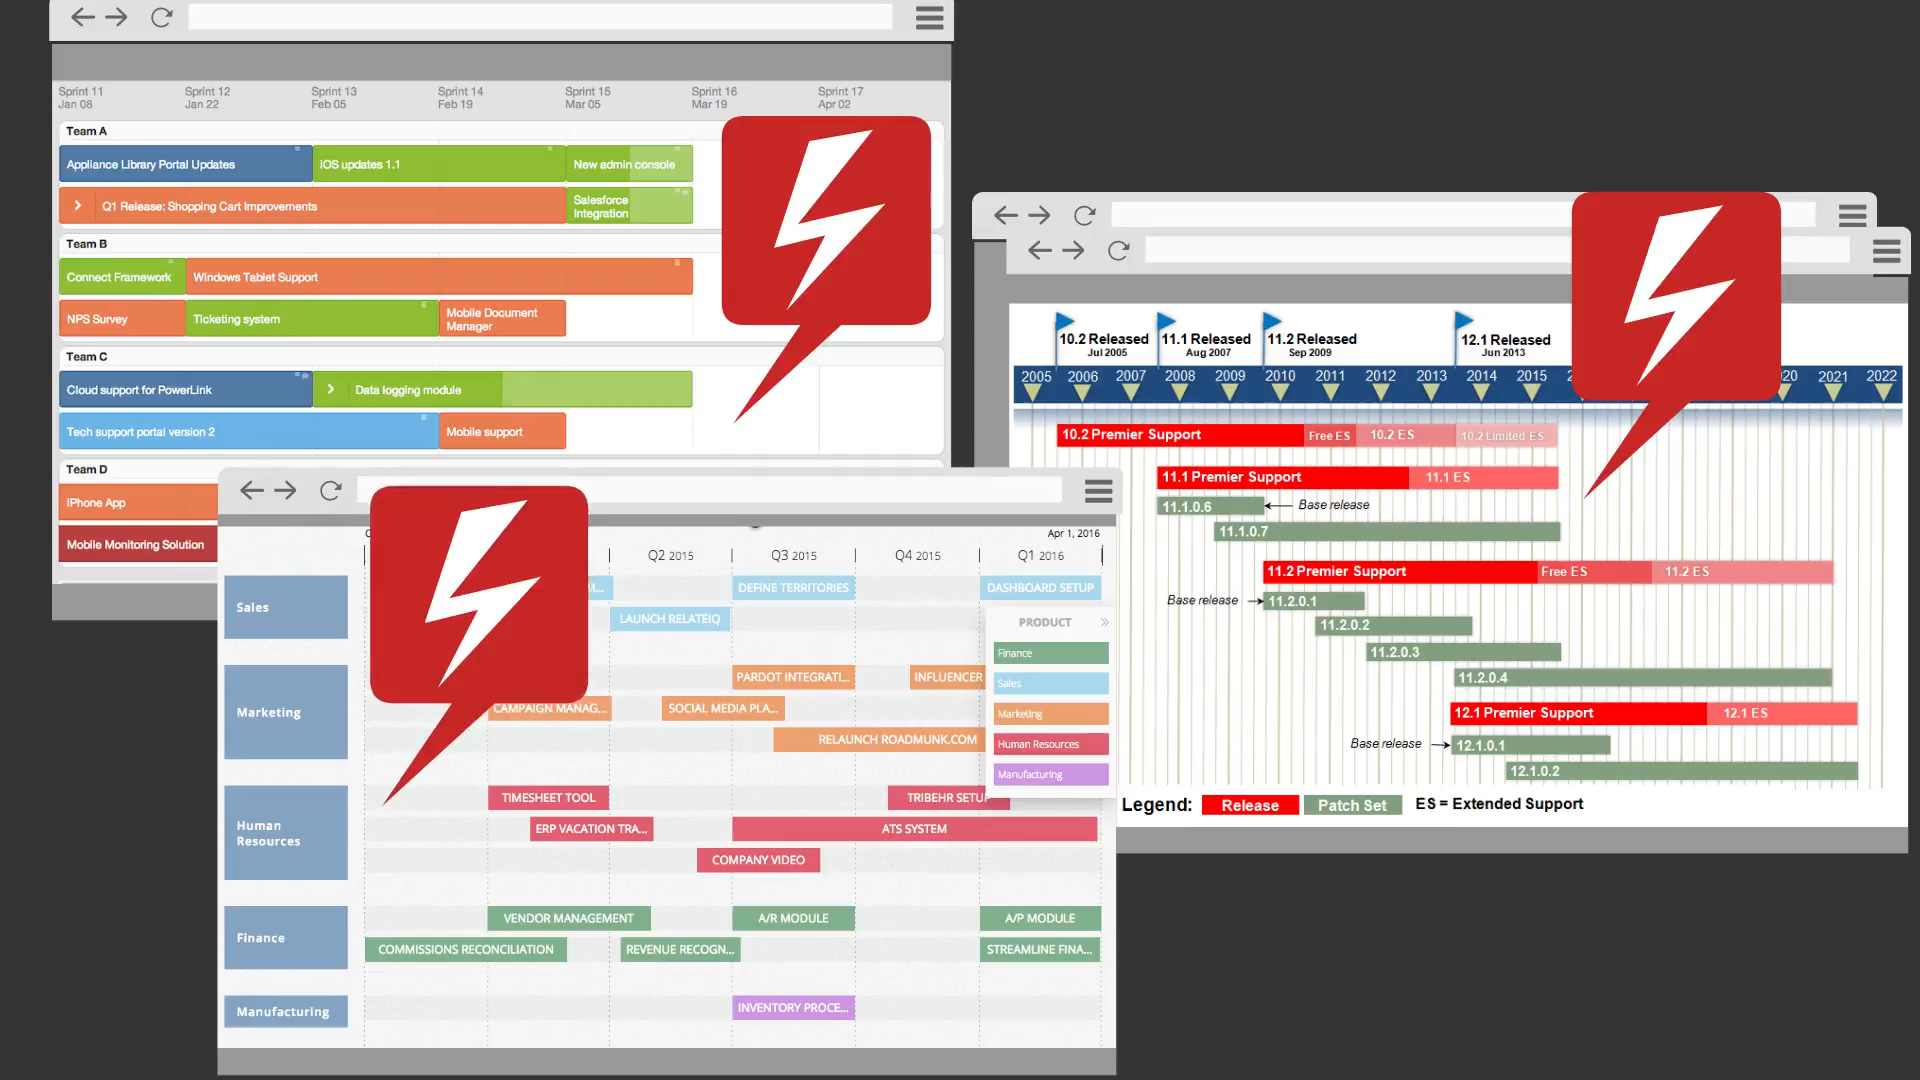 Sprint 11
Jan 08
Sprint 12
Jan 22
Sprint 13
Feb 05
Sprint 14
Feb 19
Sprint 15
Mar 05
Sprint 16
Mar 19
Sprint 17
Apr 02
Team A
Appliance Library Portal Updates
iOS updates 1.1
New admin console
Q1 Release: Shopping Cart Improvements
Salesforce
Integration
Team B
Connect Framework
Windows Tablet Support
NPS Survey
Ticketing system
Mobile Document
Manager
Team C
Cloud support for PowerLink
Data logging module
Tech support portal version 2
Mobile support
Team D
iPhone App
Mobile Monitoring Solution
Apr 1, 2016
Q2 2015
Q3 2015
Q4 2015
Q1 2016
Sales
DEFINE TERRITORIES
DASHBOARD SETUP
LAUNCH RELATEIQ
PRODUCT
Finance
Sales
Marketing
Human Resources
Manufacturing
Marketing
PARDOT INTEGRATI...
INFLUENCER
CAMPAIGN MANAG...
SOCIAL MEDIA PLA...
RELAUNCH ROADMUNK.COM
Human
Resources
TIMESHEET TOOL
TRIBEHR SETUP
ERP VACATION TRA...
ATS SYSTEM
COMPANY VIDEO
Finance
VENDOR MANAGEMENT
A/R MODULE
A/P MODULE
COMMISSIONS RECONCILIATION
REVENUE RECOGN...
STREAMLINE FINA...
Manufacturing
INVENTORY PROCE...
10.2 Released
Jul 2005
11.1 Released
Aug 2007
11.2 Released
Sep 2009
12.1 Released
Jun 2013
2005 2006 2007 2008 2009 2010 2011 2012 2013 2014 2015 20 2021 2022
10.2 Premier Support
Free ES
10.2 ES
10.2 Limited ES
11.1 Premier Support
11.1 ES
11.1.0.6
Base release
11.1.0.7
11.2 Premier Support
Free ES
11.2 ES
Base release
11.2.0.1
11.2.0.2
11.2.0.3
11.2.0.4
12.1 Premier Support
12.1 ES
Base release
12.1.0.1
12.1.0.2
Legend: Release Patch Set ES = Extended Support